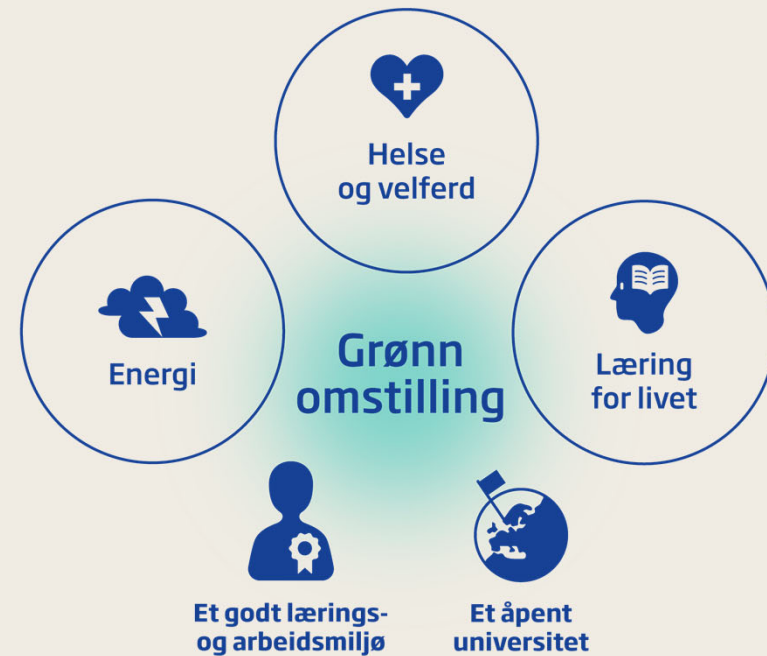 Helse
og velferd
Energi
Grønn
omstilling
Læring
for livet
Et godt lærings-
og arbeidsmiljø
Et åpent
universitet